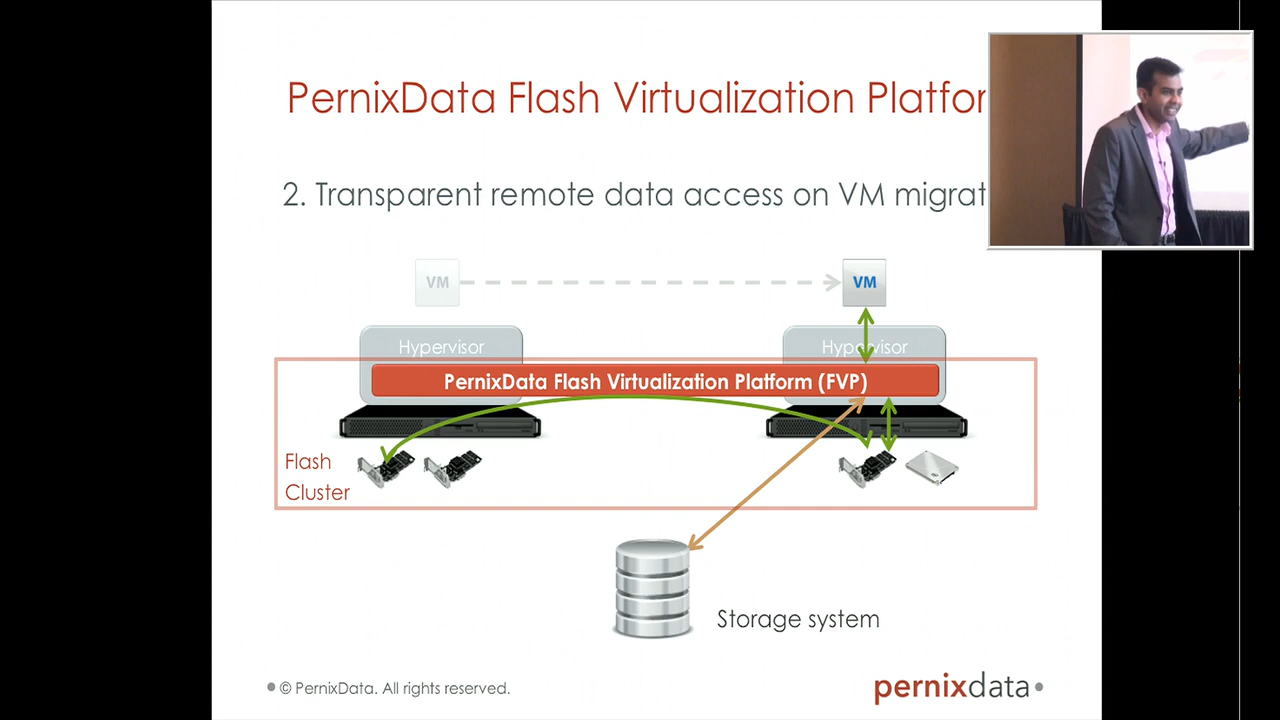 PernixData Flash Virtualization Platfor
2. Transparent remote data access on VM migrat
VM
VM
Hypervisor
Hypervisor
PernixData Flash Virtualization Platform (FVP)
Flash
Cluster
Storage system
© PernixData. All rights reserved.
pernixdata